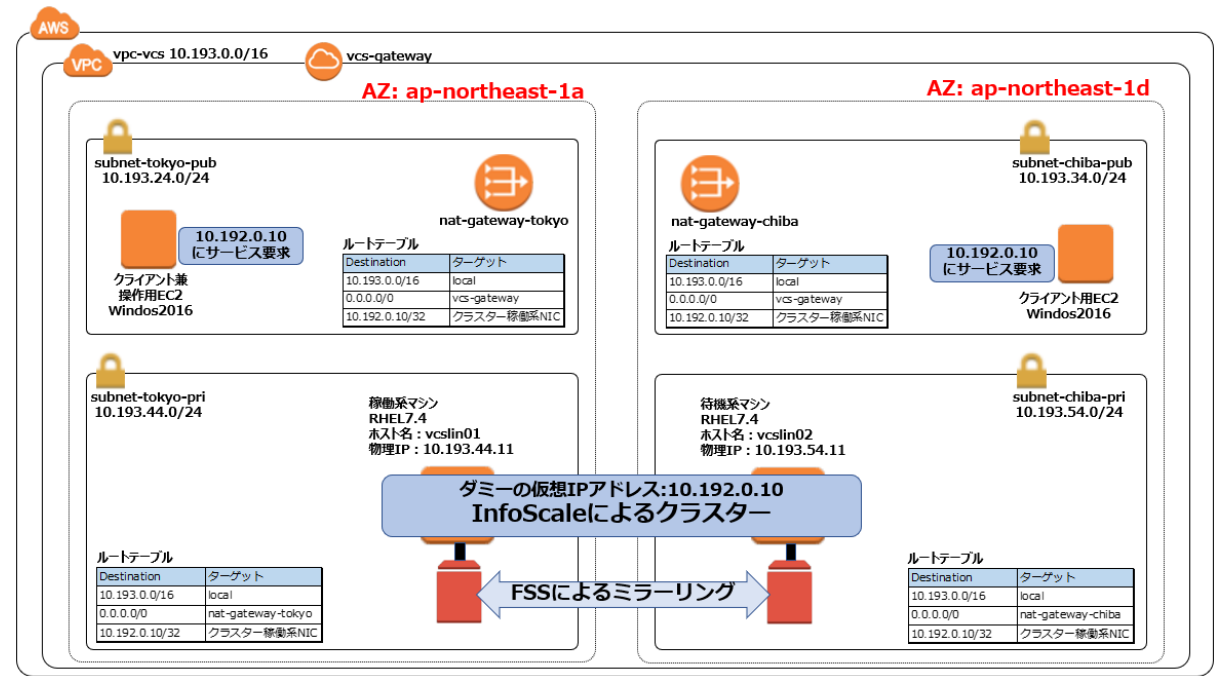 AWS
VPC
vpc-vcs 10.193.0.0/16
vcs-gateway
AZ: ap-northeast-1a
subnet-tokyo-pub
10.193.24.0/24
nat-gateway-tokyo
10.192.0.10
にサービス要求
クライアント兼
操作用EC2
Windos2016
ルートテーブル
Destination ターゲット
10.193.0.0/16 local
0.0.0.0/0 vcs-gateway
10.192.0.10/32 クラスター稼働系NIC
AZ: ap-northeast-1d
subnet-chiba-pub
10.193.34.0/24
nat-gateway-chiba
ルートテーブル
Destination ターゲット
10.193.0.0/16 local
0.0.0.0/0 vcs-gateway
10.192.0.10/32 クラスター稼働系NIC
10.192.0.10
にサービス要求
クライアント用EC2
Windos2016
subnet-tokyo-pri
10.193.44.0/24
稼働系マシン
RHEL7.4
ホスト名：vcslin01
物理IP：10.193.44.11
待機系マシン
RHEL7.4
ホスト名：vcslin02
物理IP：10.193.54.11
subnet-chiba-pri
10.193.54.0/24
ダミーの仮想IPアドレス:10.192.0.10
InfoScaleによるクラスター
ルートテーブル
Destination ターゲット
10.193.0.0/16 local
0.0.0.0/0 nat-gateway-tokyo
10.192.0.10/32 クラスター稼働系NIC
FSSによるミラーリング
ルートテーブル
Destination ターゲット
10.193.0.0/16 local
0.0.0.0/0 nat-gateway-chiba
10.192.0.10/32 クラスター稼働系NIC